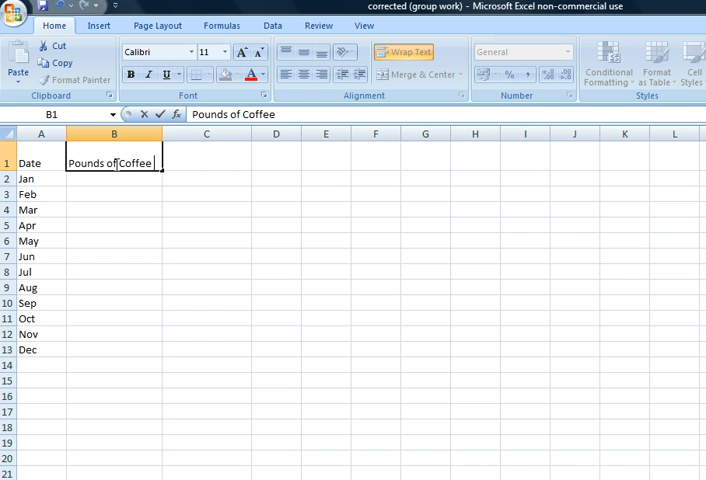 corrected (group work) - Microsoft Excel non-commercial use
Home Insert Page Layout Formulas Data Review View
Paste
Cut
Copy
Format Painter
Clipboard
Calibri 11
B I U A
Font
Wrap Text
Merge & Center
Alignment
General
$ % ,
Number
Conditional Formatting
Format as Table
Cell Styles
Styles
B1 fx Pounds of Coffee
A B C D E F G H I J K L
1 Date Pounds of Coffee
2 Jan
3 Feb
4 Mar
5 Apr
6 May
7 Jun
8 Jul
9 Aug
10 Sep
11 Oct
12 Nov
13 Dec
14
15
16
17
18
19
20
21